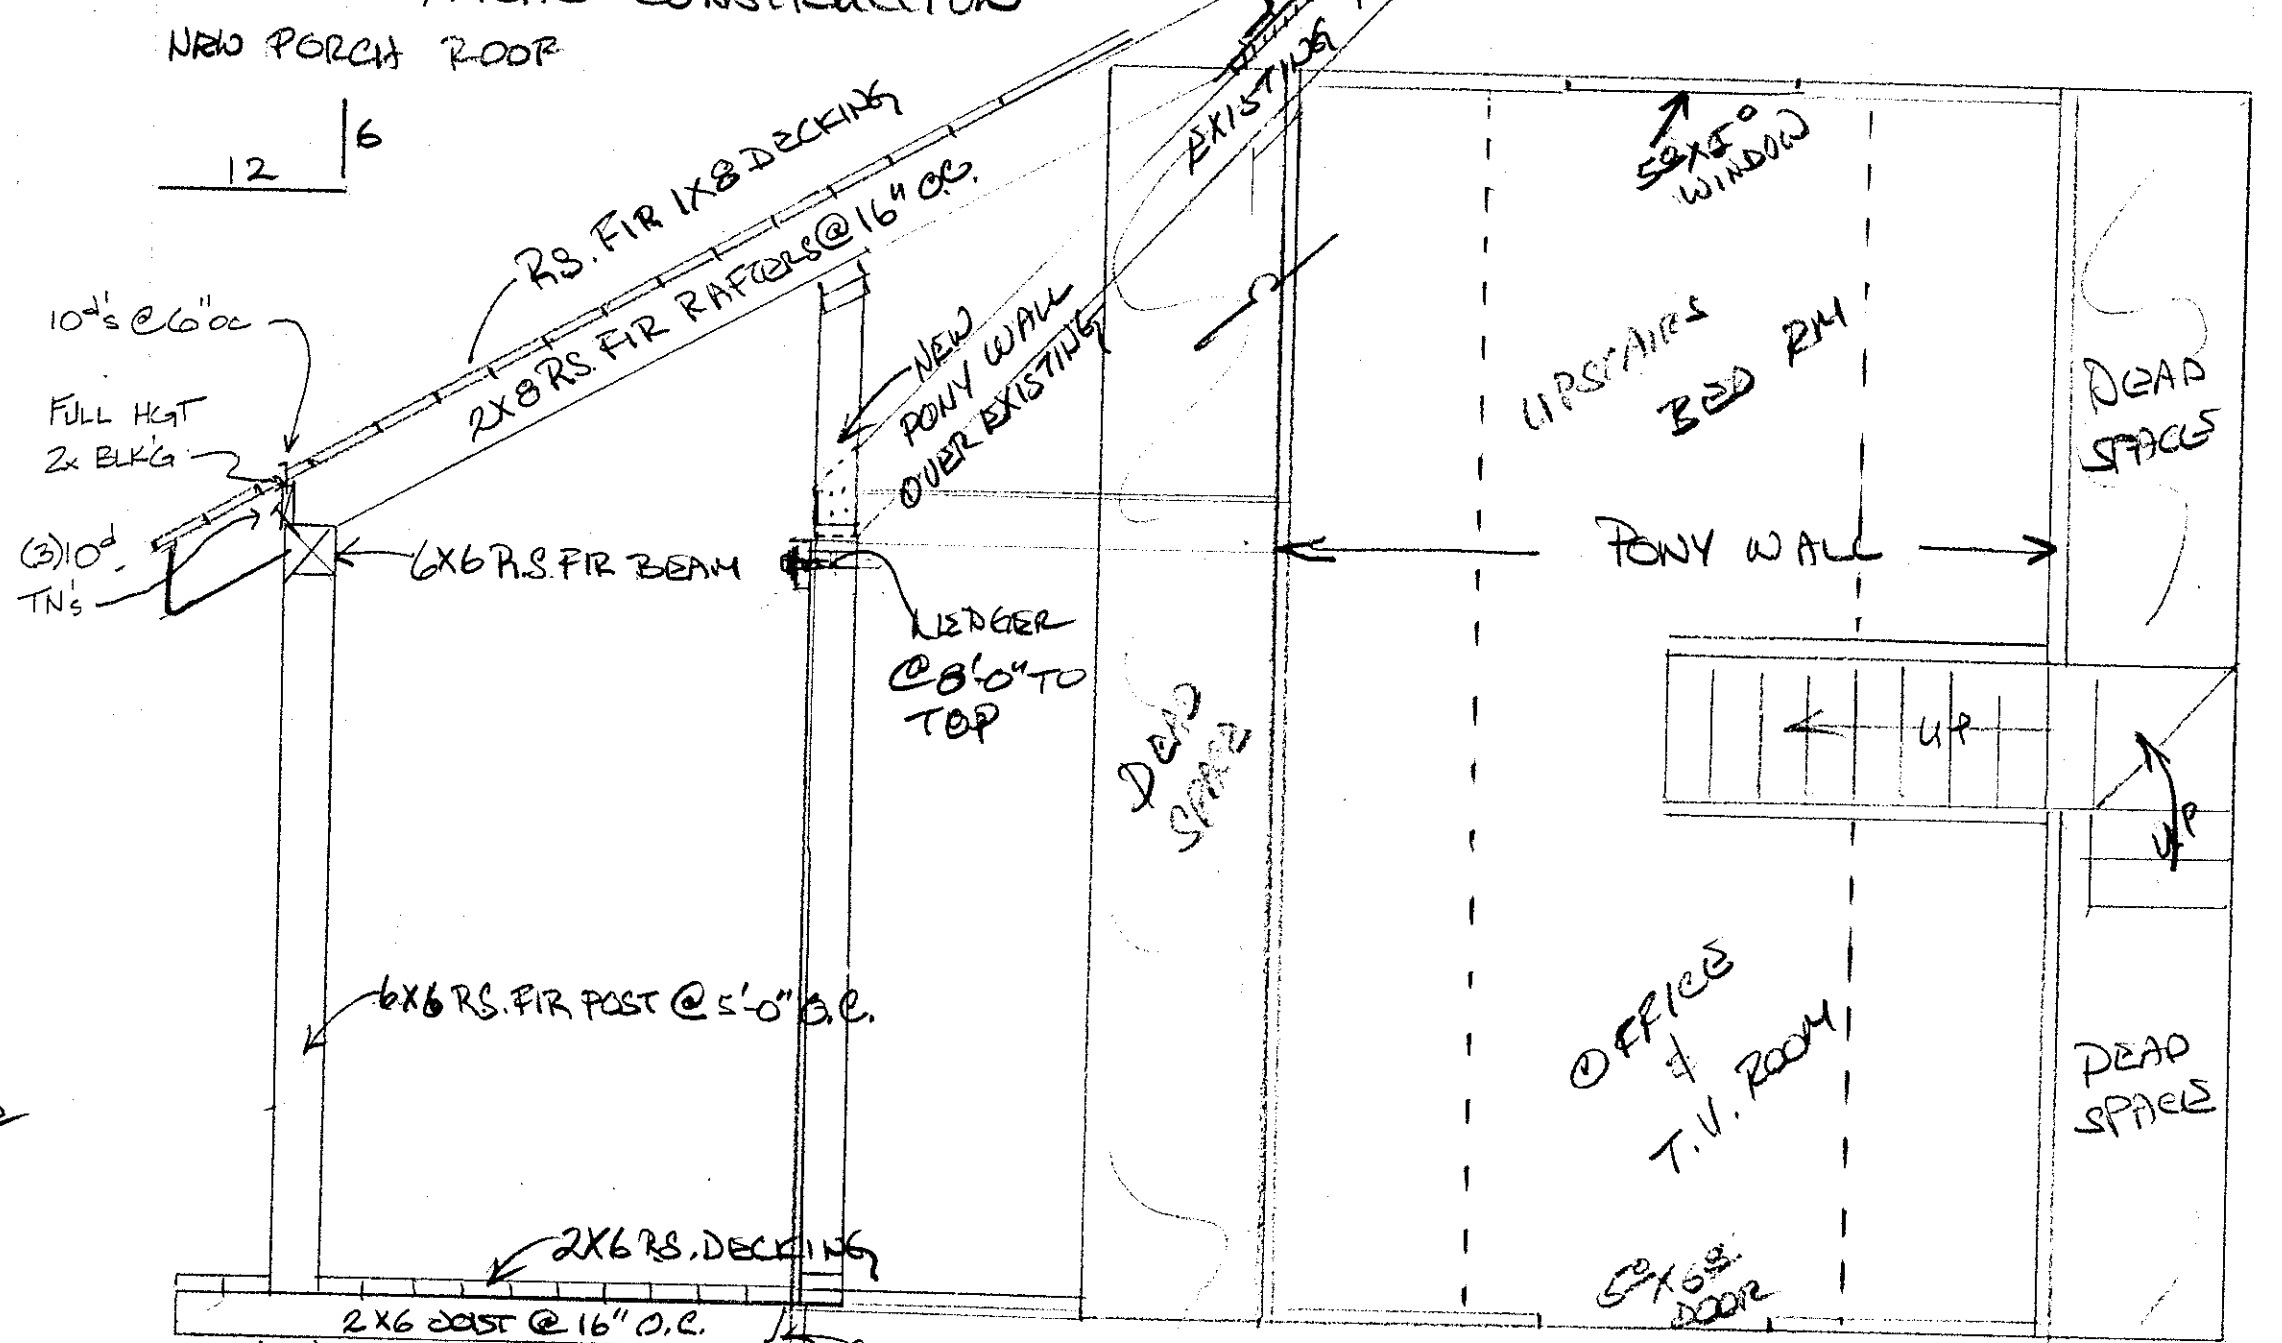 CONSTRUCTION
NEW PORCH ROOF
12
6
RS. FIR 1X8 DECKING
2X8 RS. FIR RAFTERS @ 16" O.C.
10d's @ 6" OC
FULL HGT
2x BLK'G
(3) 10d
TN's
6X6 R.S. FIR BEAM
NEW
PONY WALL
OVER EXISTING
EXISTING
LEDGER
@ 8'-0" TO
TOP
6X6 RS. FIR POST @ 5'-0" O.C.
2X6 RS. DECKING
2X6 JOIST @ 16" O.C.
DEAD
SPACE
WINDOW
UPSTAIRS
BED RM
PONY WALL
DEAD
SPACE
UP
UP
OFFICE
&
T.V. ROOM
DEAD
SPACE
5⁰ X 6⁸
DOOR